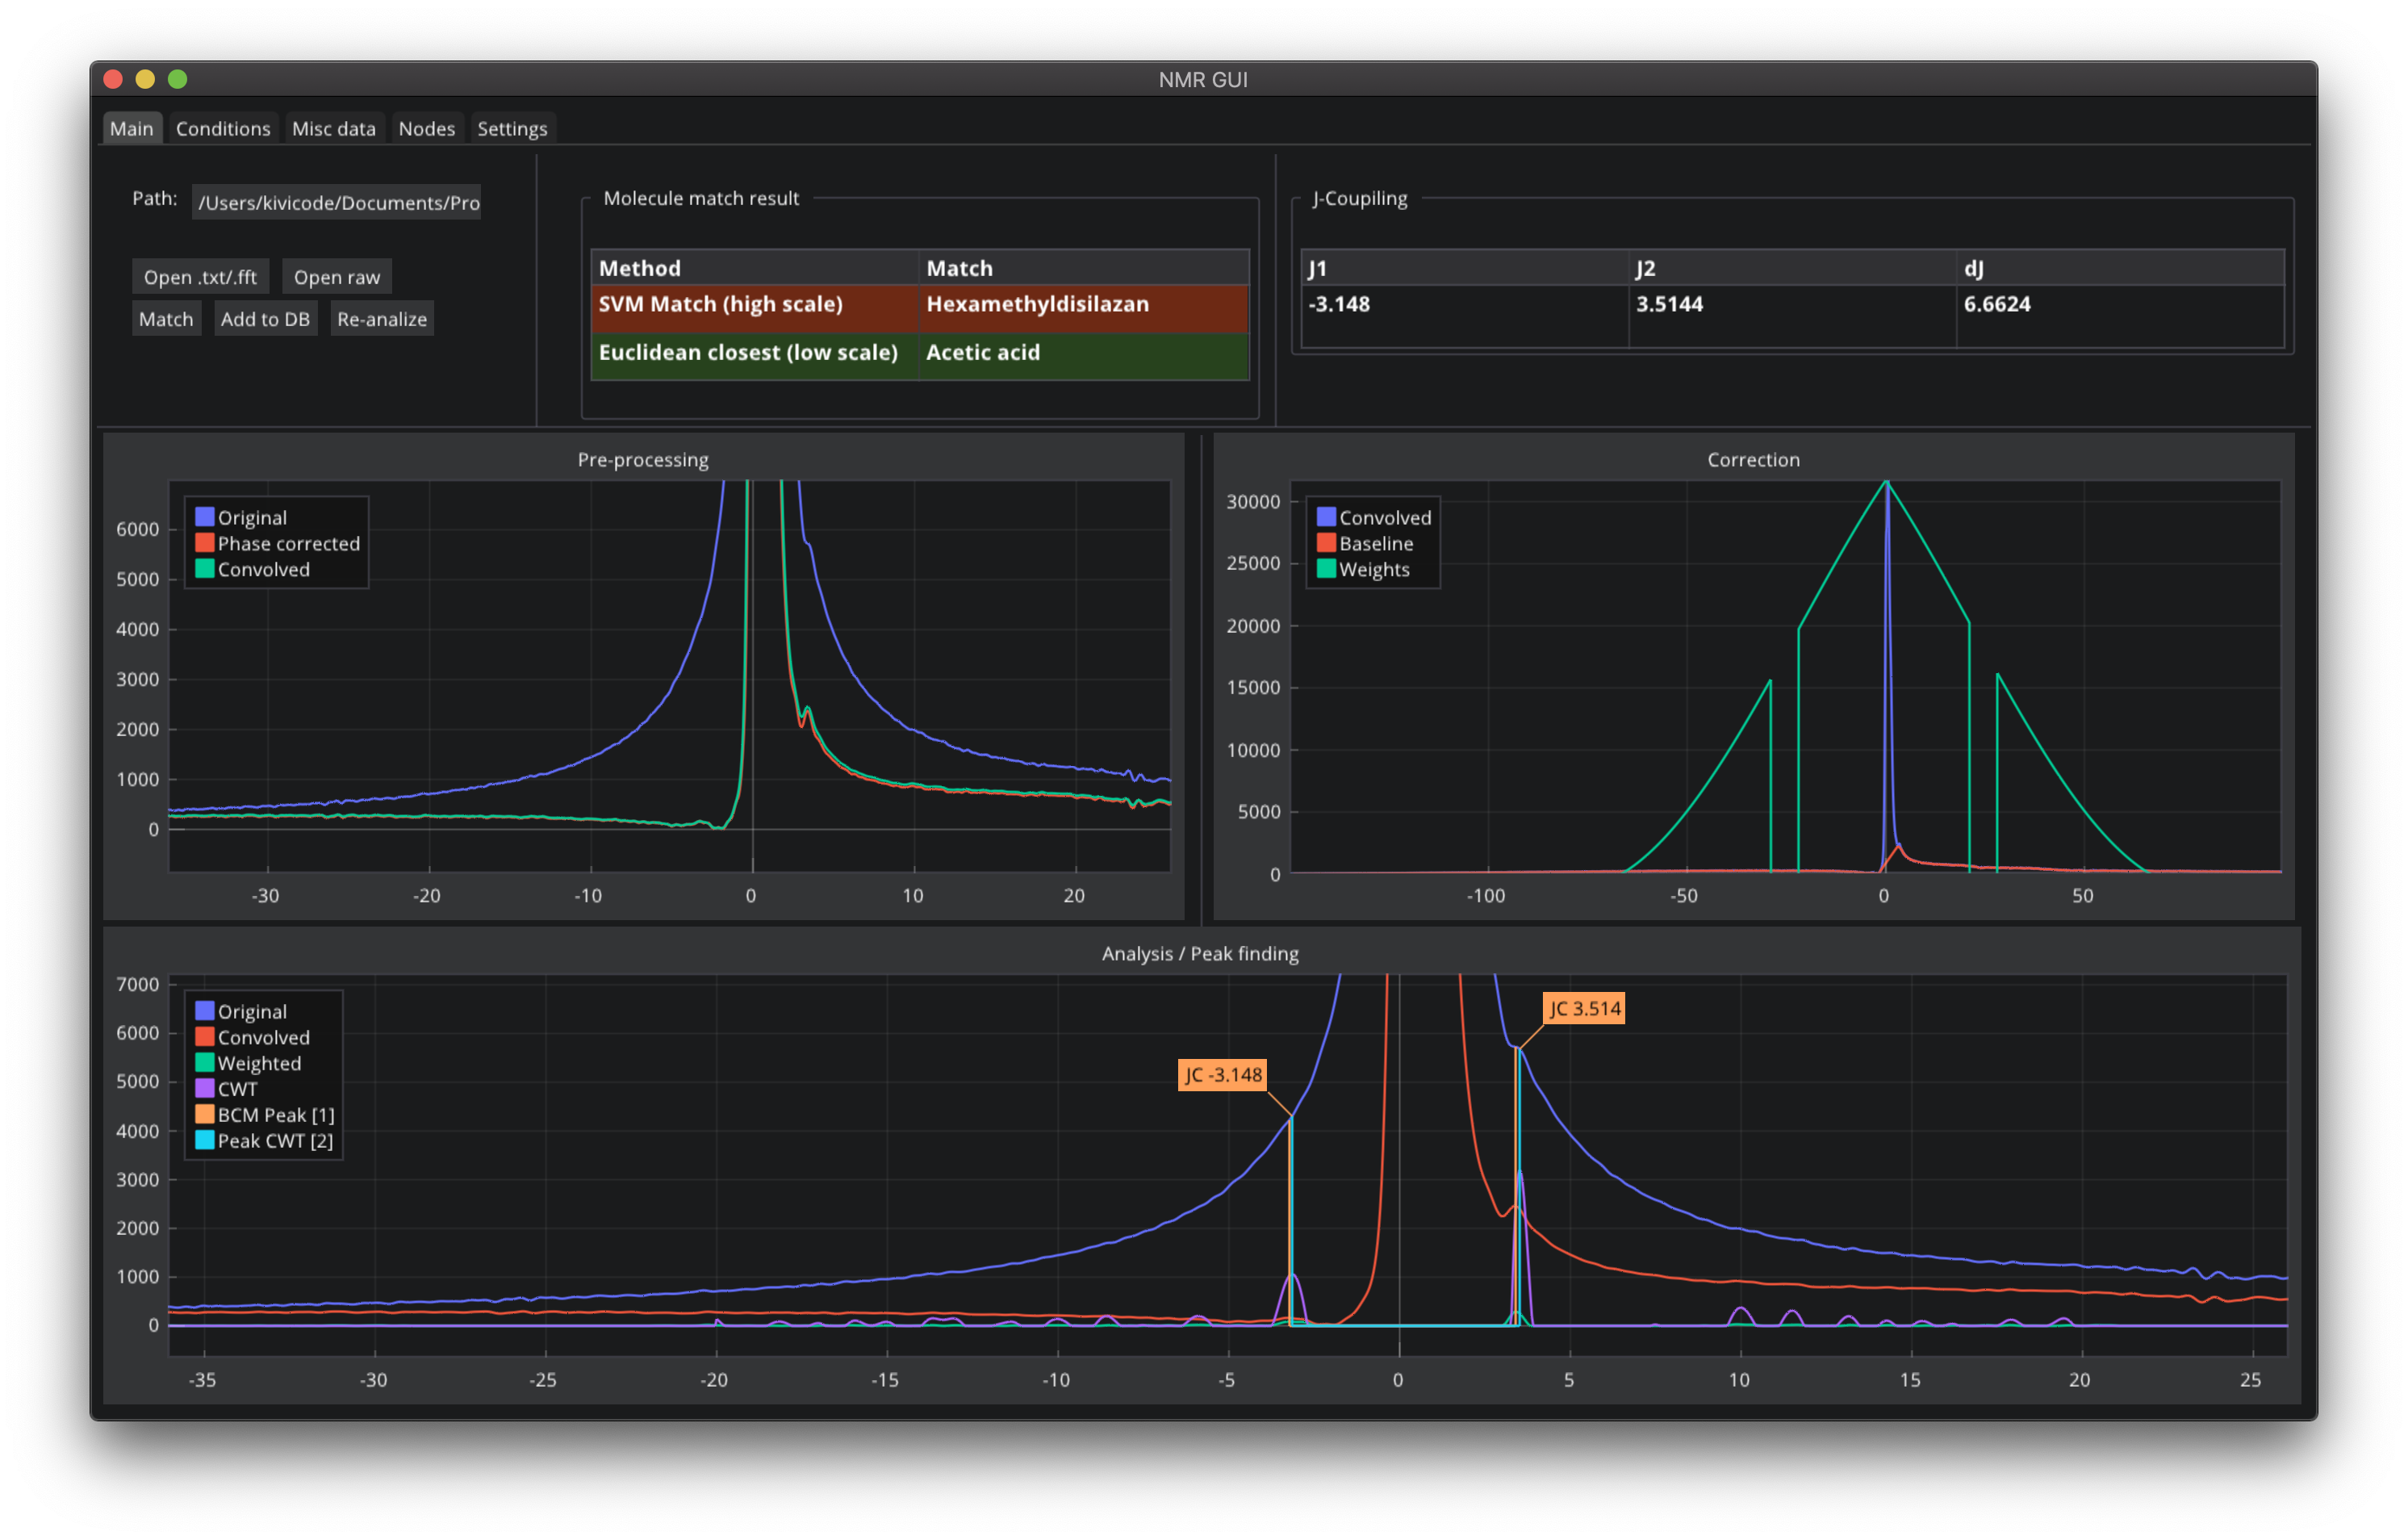 NMR GUI
Main Conditions Misc data Nodes Settings
Path: /Users/kivicode/Documents/Pro
Open .txt/.fft Open raw
Match Add to DB Re-analize
Molecule match result
Method Match
SVM Match (high scale) Hexamethyldisilazan
Euclidean closest (low scale) Acetic acid
J-Coupling
J1 J2 dJ
-3.148 3.5144 6.6624
Pre-processing
Original
Phase corrected
Convolved
6000
5000
4000
3000
2000
1000
0
-30 -20 -10 0 10 20
Correction
Convolved
Baseline
Weights
30000
25000
20000
15000
10000
5000
0
-100 -50 0 50
Analysis / Peak finding
Original
Convolved
Weighted
CWT
BCM Peak [1]
Peak CWT [2]
JC -3.148
JC 3.514
7000
6000
5000
4000
3000
2000
1000
0
-35 -30 -25 -20 -15 -10 -5 0 5 10 15 20 25